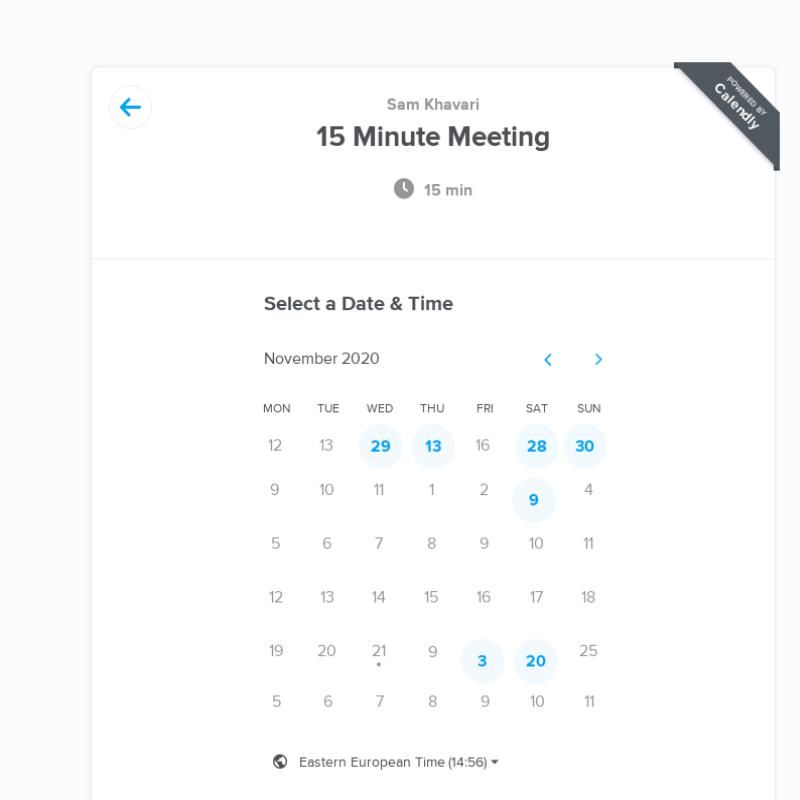 POWERED BY
Calendly
Sam Khavari
15 Minute Meeting
15 min
Select a Date & Time
November 2020
MON TUE WED THU FRI SAT SUN
12 13 29 13 16 28 30
9 10 11 1 2 9 4
5 6 7 8 9 10 11
12 13 14 15 16 17 18
19 20 21 9 3 20 25
5 6 7 8 9 10 11
Eastern European Time (14:56)